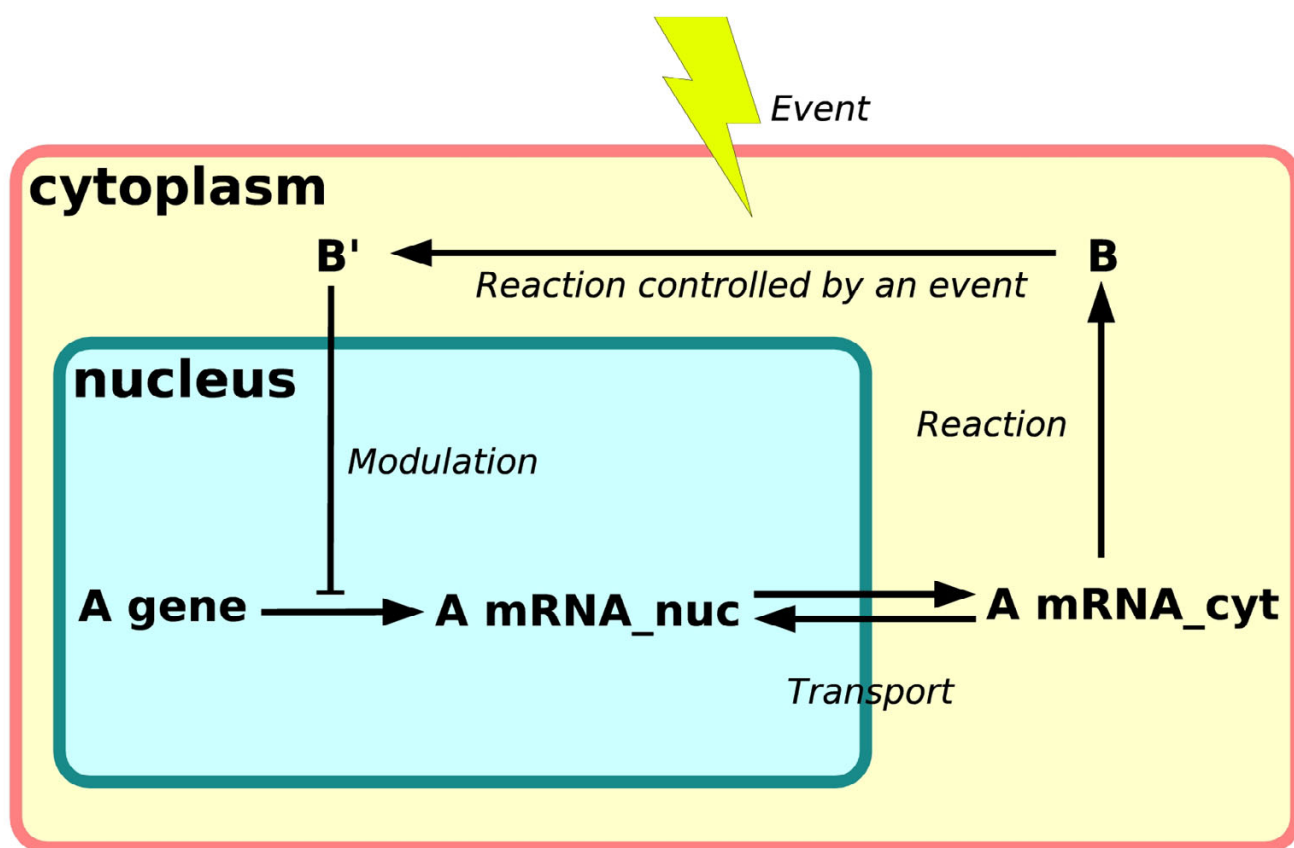 Event
cytoplasm
B'
B
Reaction controlled by an event
nucleus
Reaction
Modulation
A gene
A mRNA_nuc
A mRNA_cyt
Transport